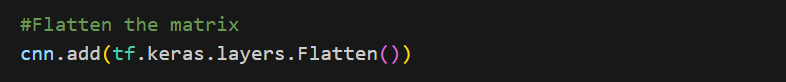 #Flatten the matrix
cnn.add(tf.keras.layers.Flatten())